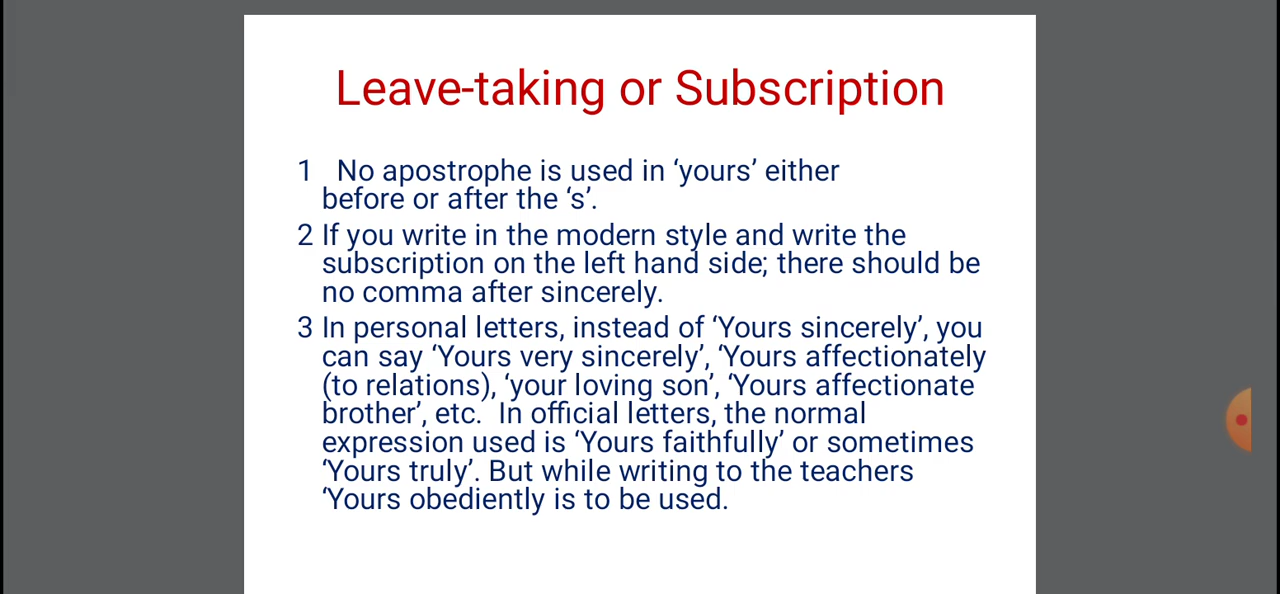 Leave-taking or Subscription
1 No apostrophe is used in ‘yours’ either
before or after the ‘s’.
2 If you write in the modern style and write the
subscription on the left hand side; there should be
no comma after sincerely.
3 In personal letters, instead of ‘Yours sincerely’, you
can say ‘Yours very sincerely’, ‘Yours affectionately
(to relations), ‘your loving son’, ‘Yours affectionate
brother’, etc.  In official letters, the normal
expression used is ‘Yours faithfully’ or sometimes
‘Yours truly’. But while writing to the teachers
‘Yours obediently is to be used.